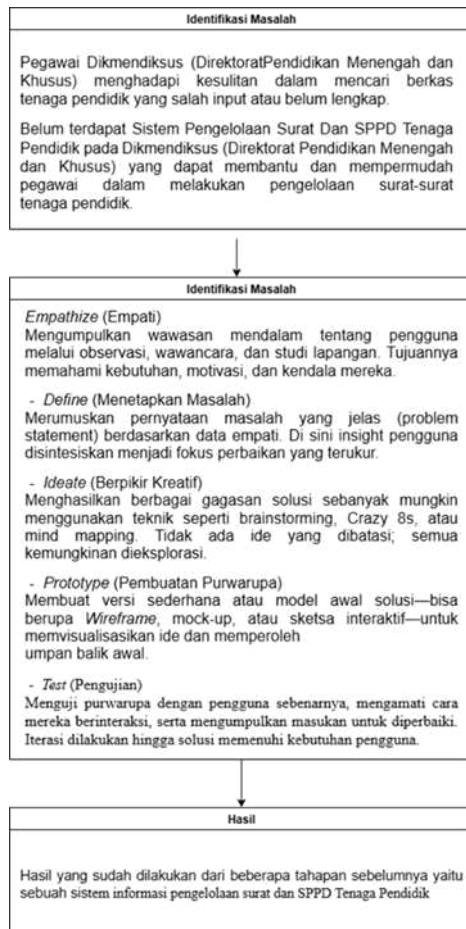 Identifikasi Masalah
Pegawai Dikmendiksus (DirektoratPendidikan Menengah dan
Khusus) menghadapi kesulitan dalam mencari berkas
tenaga pendidik yang salah input atau belum lengkap.
Belum terdapat Sistem Pengelolaan Surat Dan SPPD Tenaga
Pendidik pada Dikmendiksus (Direktorat Pendidikan Menengah
dan Khusus) yang dapat membantu dan mempermudah
pegawai dalam melakukan pengelolaan surat-surat
tenaga pendidik.
Identifikasi Masalah
Empathize (Empati)
Mengumpulkan wawasan mendalam tentang pengguna
melalui observasi, wawancara, dan studi lapangan. Tujuannya
memahami kebutuhan, motivasi, dan kendala mereka.
- Define (Menetapkan Masalah)
Merumuskan pernyataan masalah yang jelas (problem
statement) berdasarkan data empati. Di sini insight pengguna
disintesiskan menjadi fokus perbaikan yang terukur.
- Ideate (Berpikir Kreatif)
Menghasilkan berbagai gagasan solusi sebanyak mungkin
menggunakan teknik seperti brainstorming, Crazy 8s, atau
mind mapping. Tidak ada ide yang dibatasi; semua
kemungkinan dieksplorasi.
- Prototype (Pembuatan Purwarupa)
Membuat versi sederhana atau model awal solusi—bisa
berupa Wireframe, mock-up, atau sketsa interaktif—untuk
memvisualisasikan ide dan memperoleh
umpan balik awal.
- Test (Pengujian)
Menguji purwarupa dengan pengguna sebenarnya, mengamati cara
mereka berinteraksi, serta mengumpulkan masukan untuk diperbaiki.
Iterasi dilakukan hingga solusi memenuhi kebutuhan pengguna.
Hasil
Hasil yang sudah dilakukan dari beberapa tahapan sebelumnya yaitu
sebuah sistem informasi pengelolaan surat dan SPPD Tenaga Pendidik